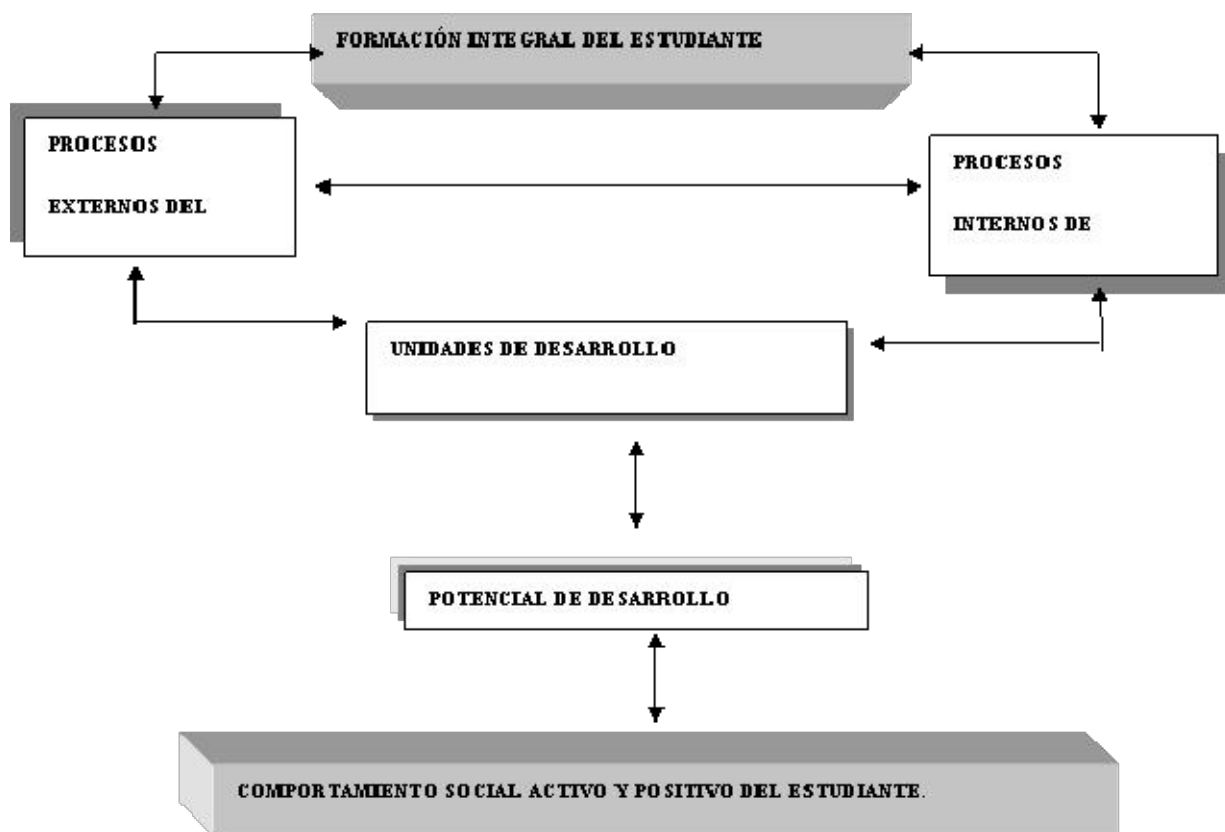 FORMACIÓN INTEGRAL DEL ESTUDIANTE
PROCESOS
EXTERNOS DEL
PROCESOS
INTERNOS DE
UNIDADES DE DESARROLLO
POTENCIAL DE DESARROLLO
COMPORTAMIENTO SOCIAL ACTIVO Y POSITIVO DEL ESTUDIANTE.